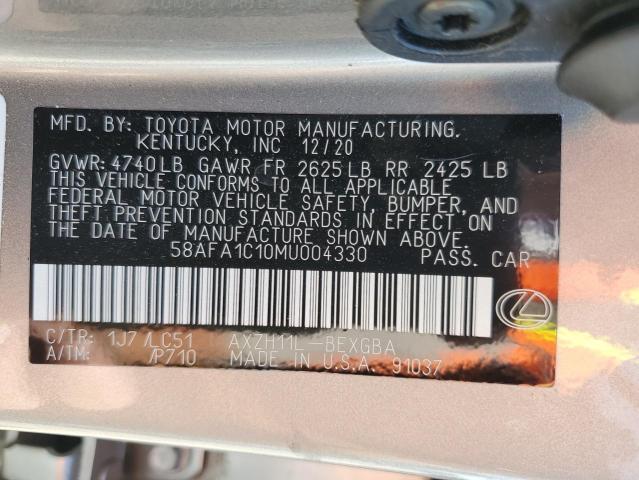 MFD. BY: TOYOTA MOTOR MANUFACTURING,
KENTUCKY, INC 12/20
GVWR: 4740LB GAWR FR 2625LB RR 2425 LB
THIS VEHICLE CONFORMS TO ALL APPLICABLE
FEDERAL MOTOR VEHICLE SAFETY, BUMPER, AND
THEFT PREVENTION STANDARDS IN EFFECT ON
THE DATE OF MANUFACTURE SHOWN ABOVE.
58AFA1C10MU004330 PASS. CAR
C/TR: 1J7/LC51 AXZH11L-BEXGBA
A/TM: /P710 MADE IN U.S.A. 91037